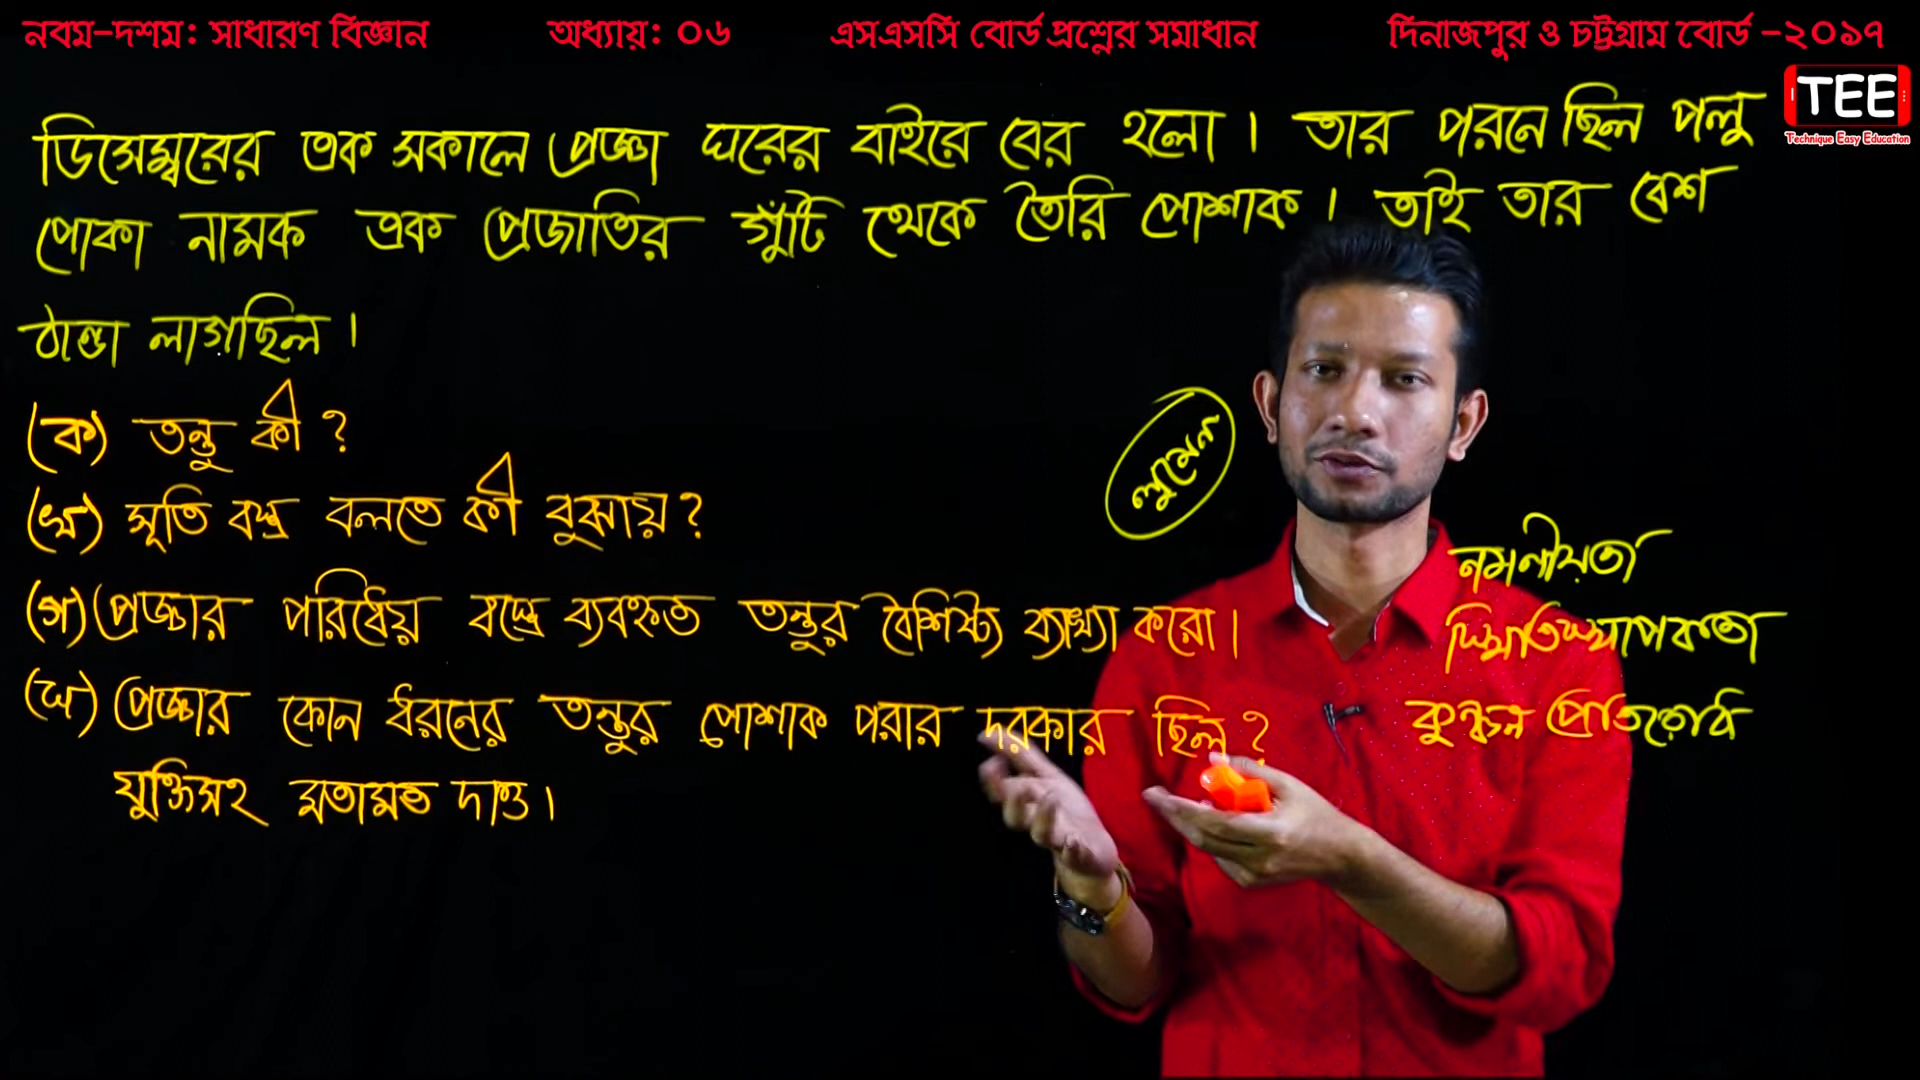 নবম-দশম: সাধারণ বিজ্ঞান অধ্যায়: ০৬ এসএসসি বোর্ড প্রশ্নের সমাধান দিনাজপুর ও চট্টগ্রাম বোর্ড -২০১৭
TEE
Technique Easy Education
ডিসেম্বরের এক সকালে প্রজ্ঞা ঘরের বাইরে বের হলো। তার পরনে ছিল পলু
পোকা নামক এক প্রজাতির গুঁটি থেকে তৈরি পোশাক। তাই তার বেশ
ঠান্ডা লাগছিল।
(ক) তন্তু কী?
(খ) সূতি বস্ত্র বলতে কী বুঝায়?
(গ) প্রজ্ঞার পরিধেয় বস্ত্রে ব্যবহৃত তন্তুর বৈশিষ্ট্য ব্যাখ্যা করো।
(ঘ) প্রজ্ঞার কোন ধরনের তন্তুর পোশাক পরার দরকার ছিল?
যুক্তিসহ মতামত দাও।
লুমেন
নমনীয়তা
স্থিতিস্থাপকতা
কুঞ্চন প্রতিরোধ